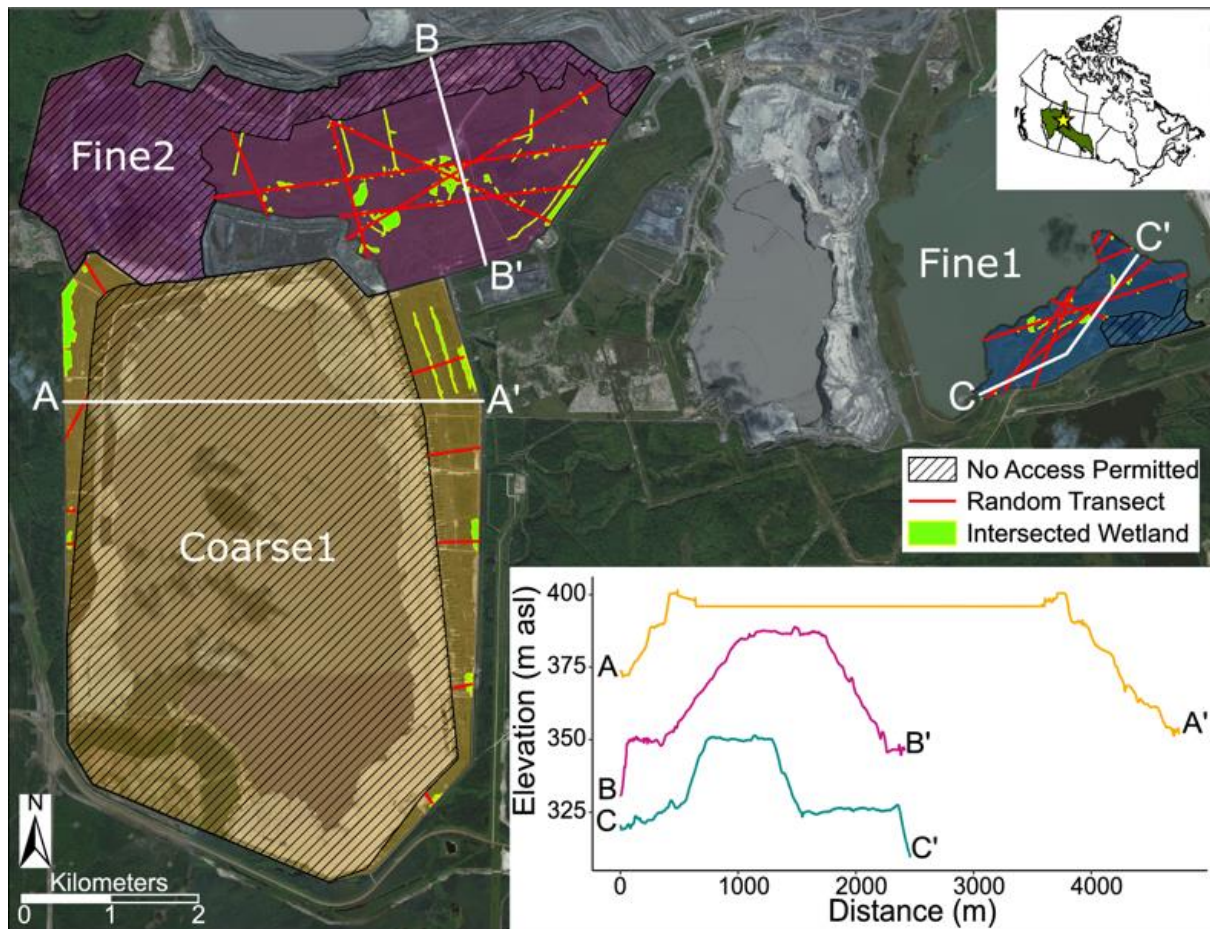 B
Fine2
B'
C'
Fine1
C
A
A'
Coarse1
No Access Permitted
Random Transect
Intersected Wetland
N
Kilometers
0 1 2
Elevation (m asl)
400
375
350
325
A
A'
B
B'
C
C'
0 1000 2000 3000 4000
Distance (m)